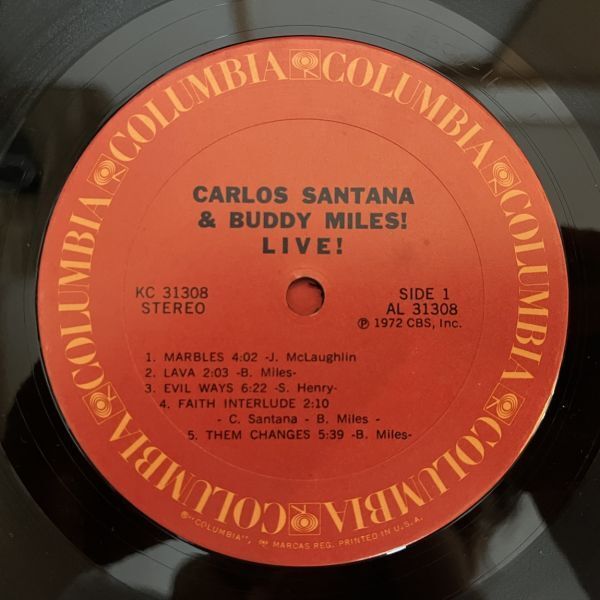 COLUMBIA COLUMBIA COLUMBIA COLUMBIA COLUMBIA COLUMBIA
CARLOS SANTANA
& BUDDY MILES!
LIVE!
KC 31308
STEREO
SIDE 1
AL 31308
℗ 1972 CBS, Inc.
1. MARBLES 4:02 -J. McLaughlin
2. LAVA 2:03 -B. Miles-
3. EVIL WAYS 6:22 -S. Henry-
4. FAITH INTERLUDE 2:10
- C. Santana - B. Miles -
5. THEM CHANGES 5:39 -B. Miles-
®"COLUMBIA", MARCAS REG. PRINTED IN U.S.A.